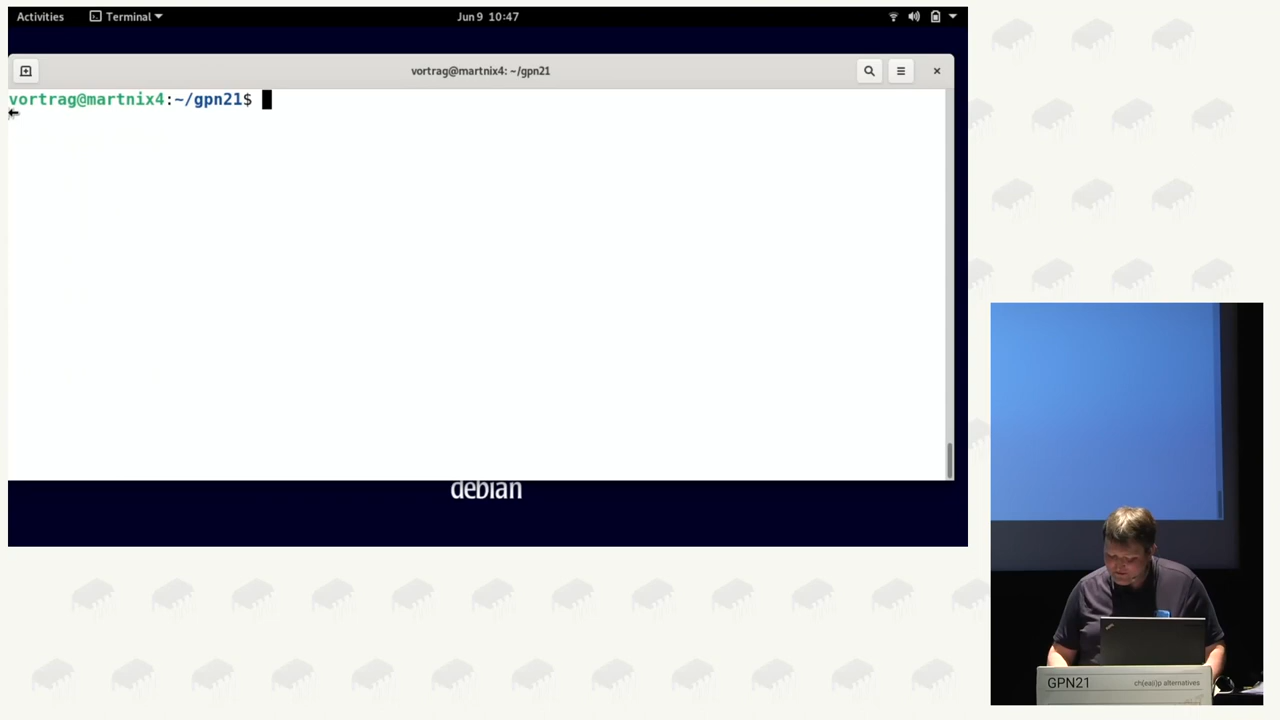 Activities
Terminal
Jun 9 10:47
vortrag@martnix4: ~/gpn21
vortrag@martnix4:~/gpn21$
debian
GPN21
ch(ea(i)p alternatives